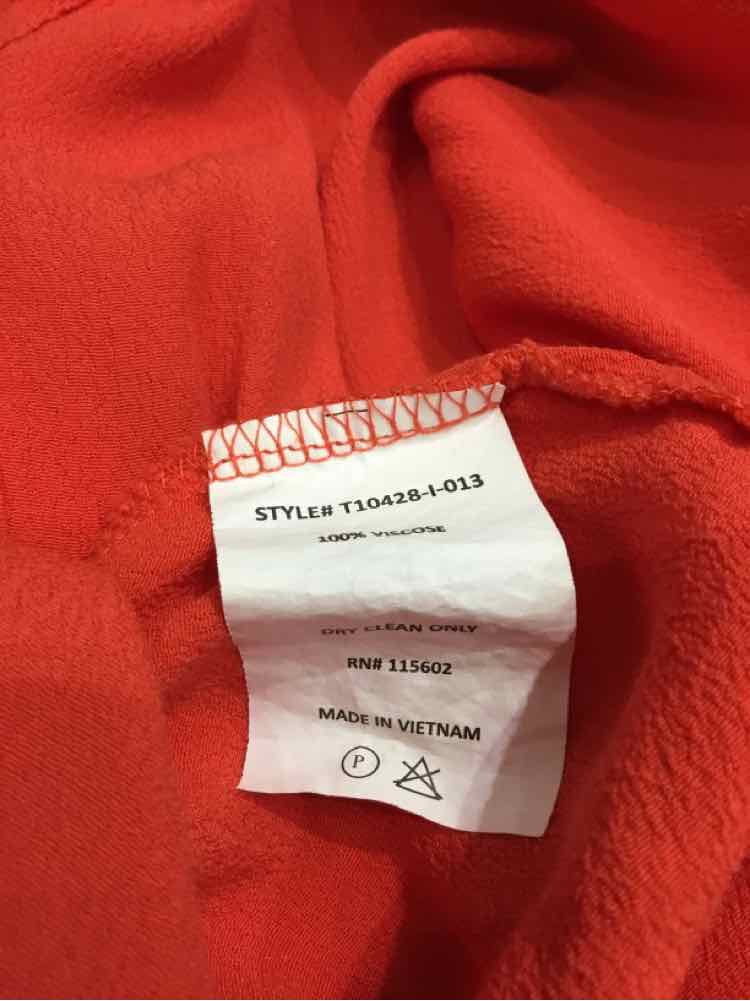 STYLE# T10428-I-013
100% VISCOSE
DRY CLEAN ONLY
RN# 115602
MADE IN VIETNAM
P